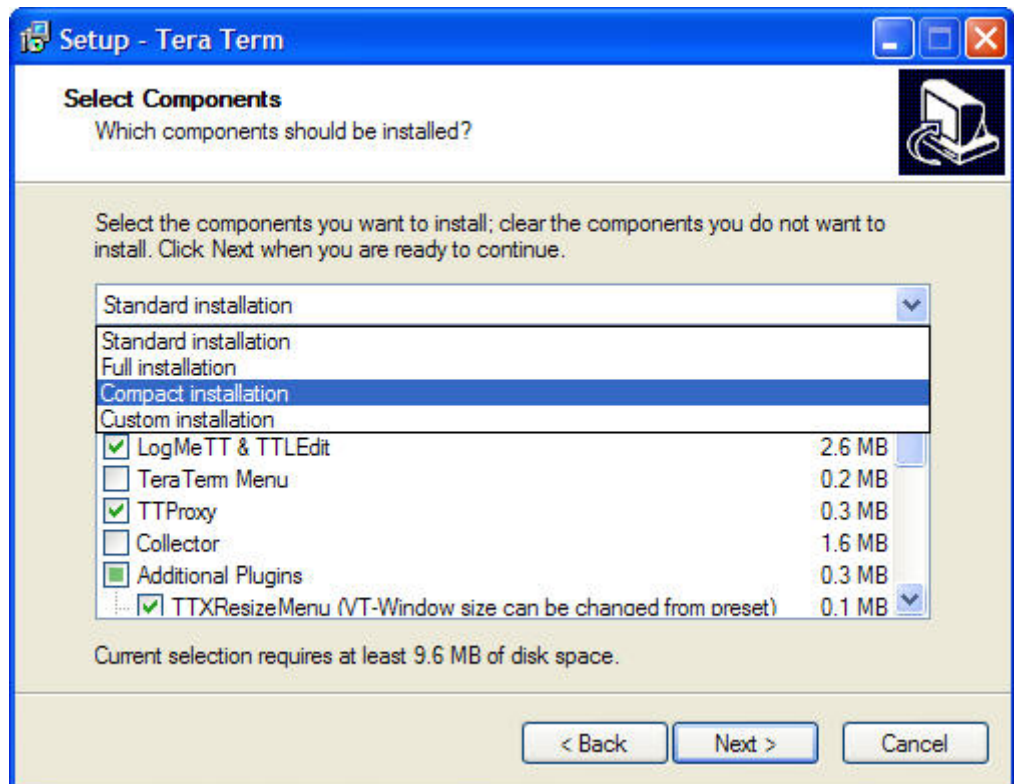 Setup - Tera Term
Select Components
Which components should be installed?
Select the components you want to install; clear the components you do not want to
install. Click Next when you are ready to continue.
Standard installation
Standard installation
Full installation
Compact installation
Custom installation
LogMeTT & TTLEdit 2.6 MB
TeraTerm Menu 0.2 MB
TTProxy 0.3 MB
Collector 1.6 MB
Additional Plugins 0.3 MB
TTXResizeMenu (VT-Window size can be changed from preset) 0.1 MB
Current selection requires at least 9.6 MB of disk space.
< Back Next > Cancel